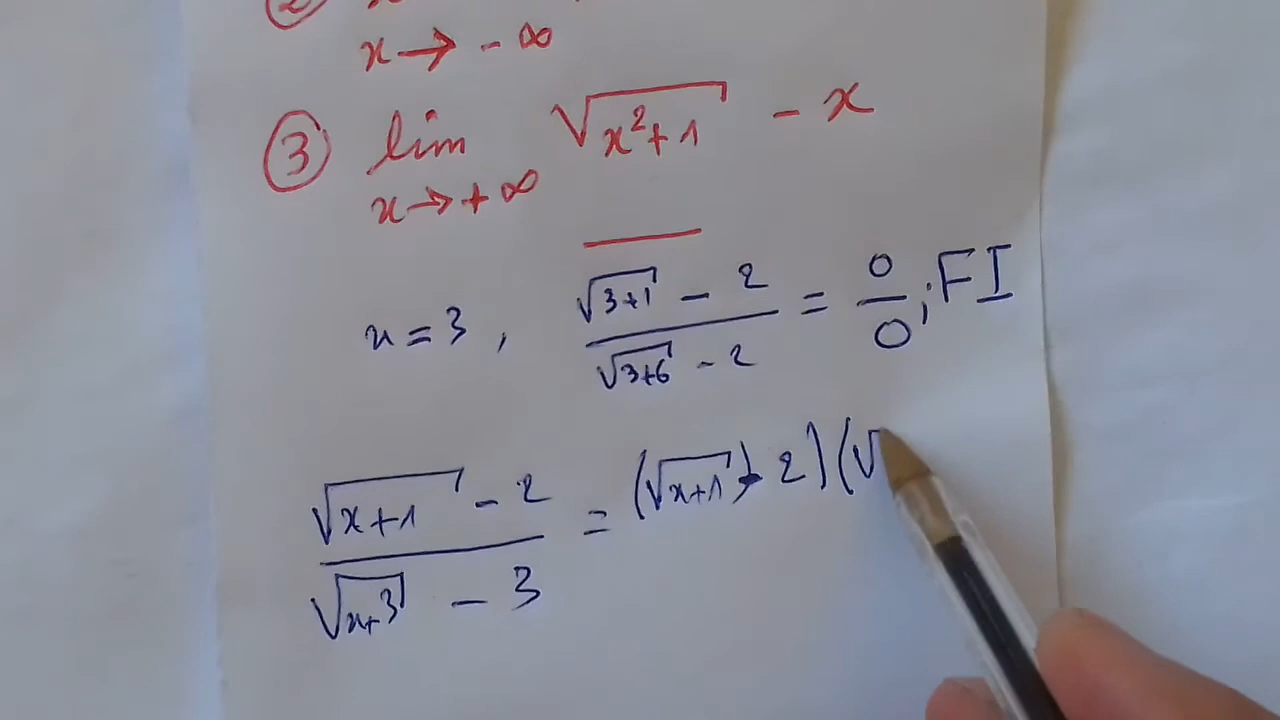 x → - ∞
③ lim √(x²+1) - x
x → + ∞
x = 3 , (√(3+1) - 2)/(√(3+6) - 2) = 0/0 ; FI
(√(x+1) - 2)/(√(x+3) - 3) = (√(x+1) - 2)(√